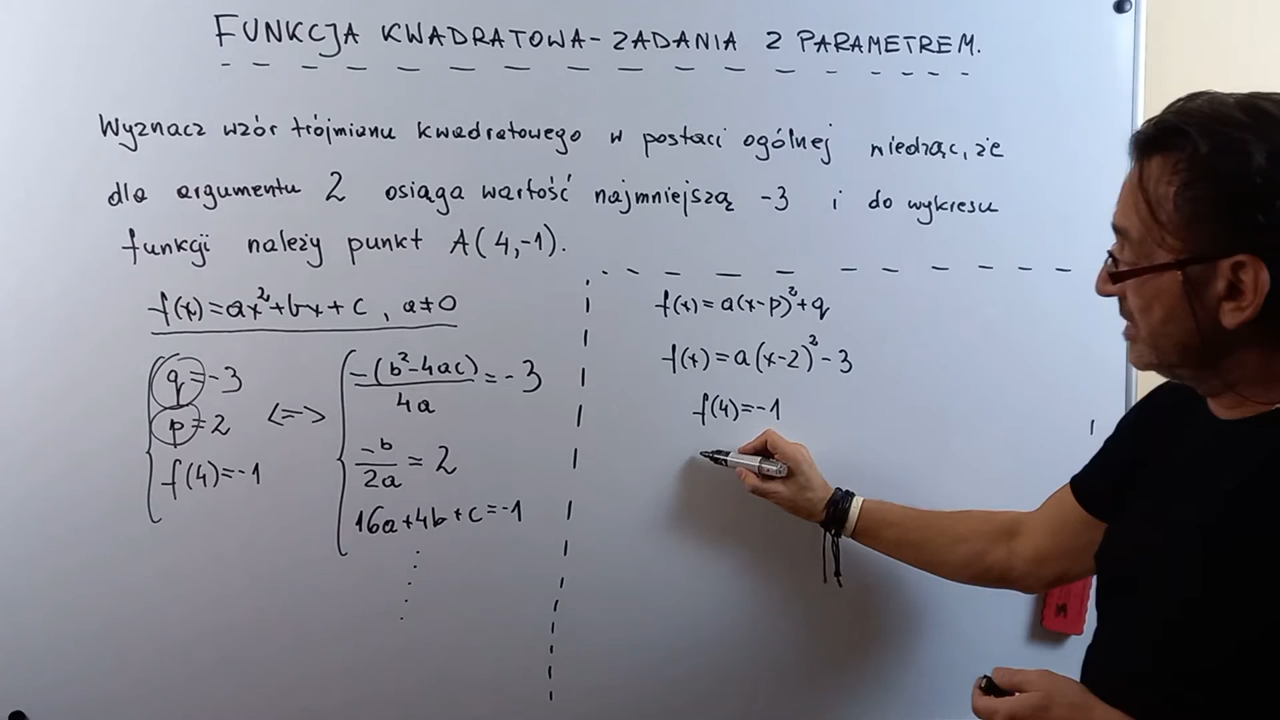 FUNKCJA KWADRATOWA - ZADANIA Z PARAMETREM.
Wyznacz wzór trójmianu kwadratowego w postaci ogólnej wiedząc, że
dla argumentu 2 osiąga wartość najmniejszą -3 i do wykresu
funkcji należy punkt A(4,-1).
f(x)=ax²+bx+c, a≠0
q=-3
p=2
f(4)=-1
<=>
-(b²-4ac)/4a=-3
-b/2a=2
16a+4b+c=-1
f(x)=a(x-p)²+q
f(x)=a(x-2)²-3
f(4)=-1